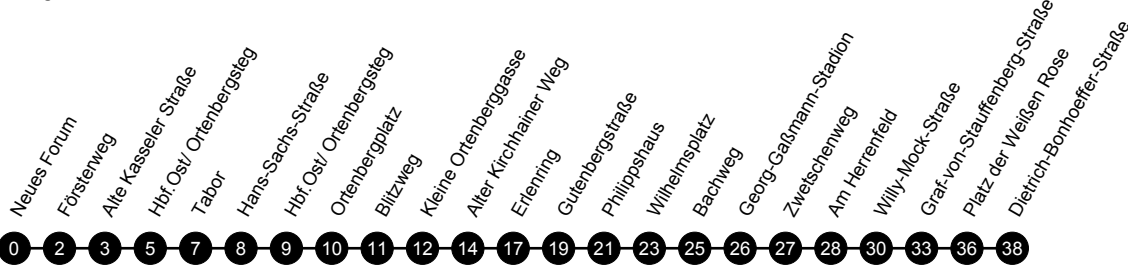 Neues Forum
Försterweg
Alte Kasseler Straße
Hbf.Ost/ Ortenbergsteg
Tabor
Hans-Sachs-Straße
Hbf.Ost/ Ortenbergsteg
Ortenbergplatz
Blitzweg
Kleine Ortenberggasse
Alter Kirchhainer Weg
Erlenring
Gutenbergstraße
Philippshaus
Wilhelmsplatz
Bachweg
Georg-Gaßmann-Stadion
Zwetschenweg
Am Herrenfeld
Willy-Mock-Straße
Graf-von-Stauffenberg-Straße
Platz der Weißen Rose
Dietrich-Bonhoeffer-Straße
0 2 3 5 7 8 9 10 11 12 14 17 19 21 23 25 26 27 28 30 33 36 38